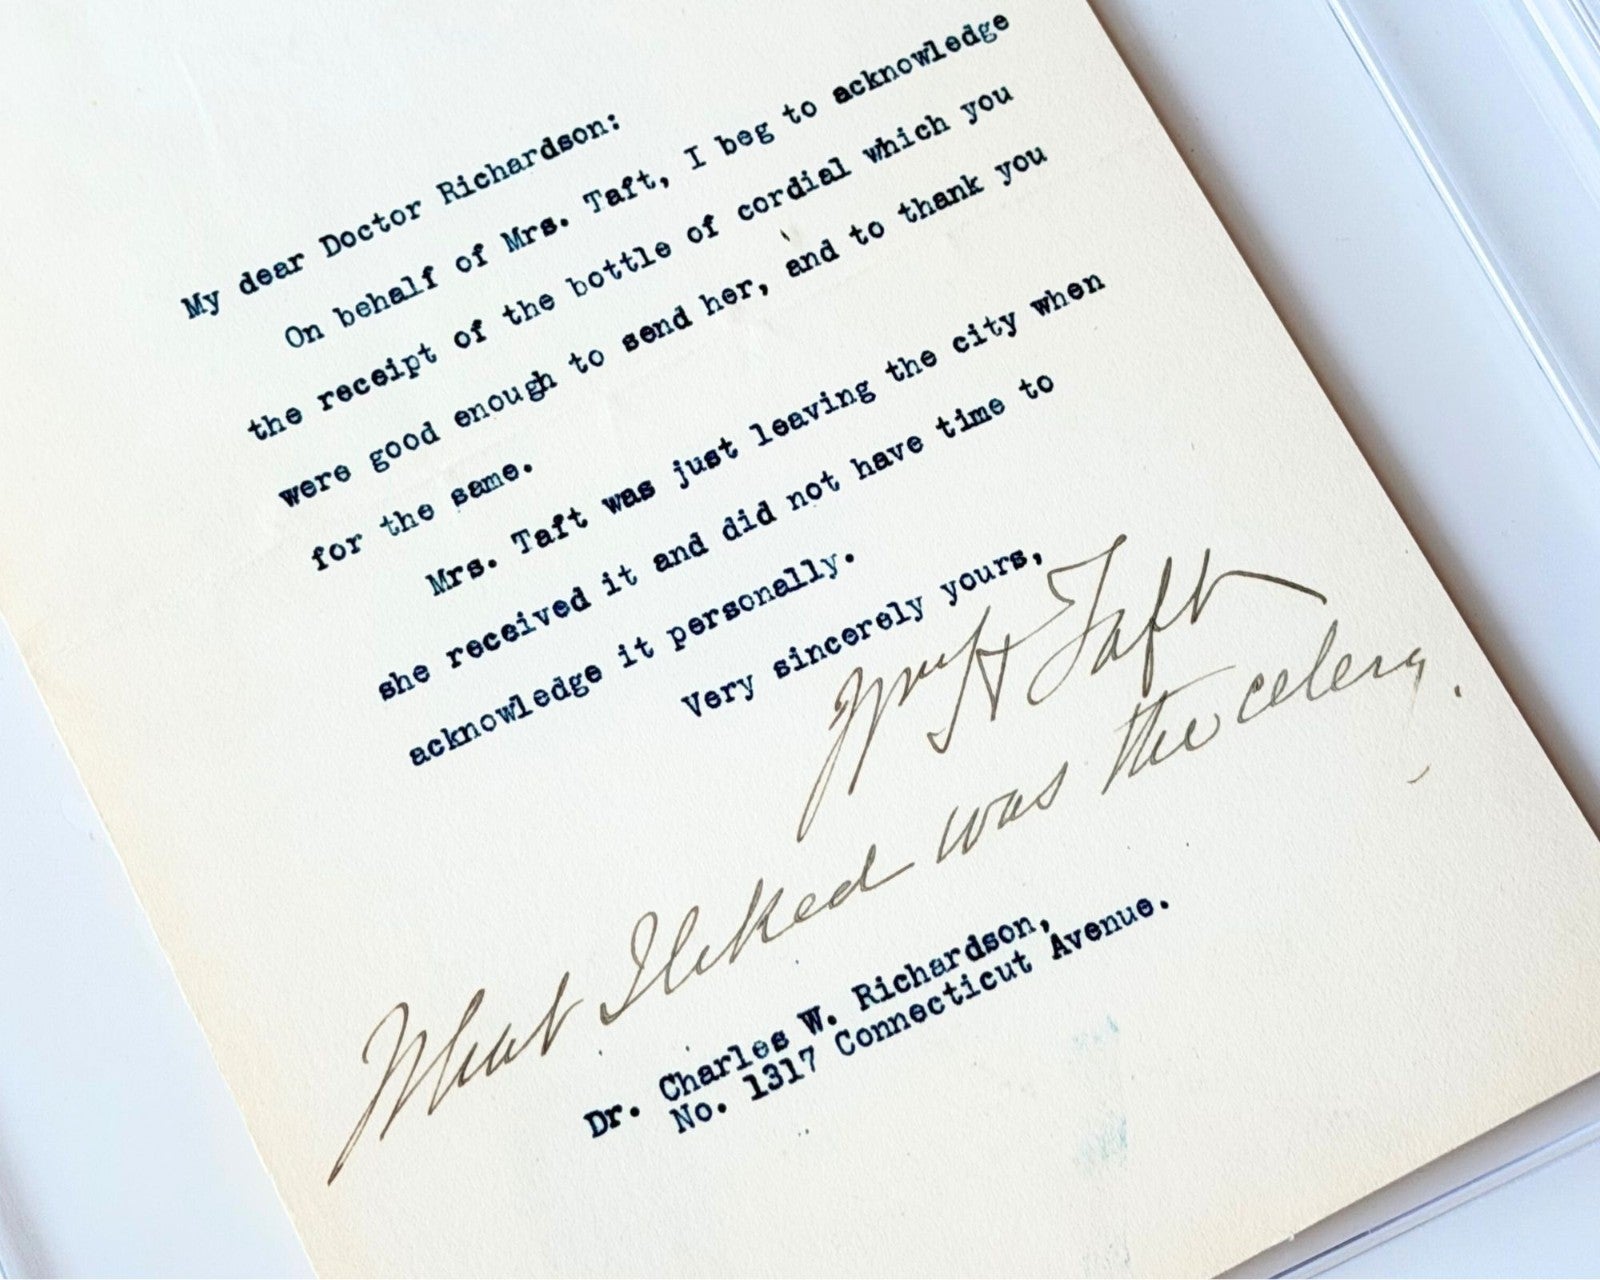 My dear Doctor Richardson:
On behalf of Mrs. Taft, I beg to acknowledge
the receipt of the bottle of cordial which you
were good enough to send her, and to thank you
for the same.
Mrs. Taft was just leaving the city when
she received it and did not have time to
acknowledge it personally.
Very sincerely yours,
Wm H Taft
What I liked was the celery.
Dr. Charles W. Richardson,
No. 1317 Connecticut Avenue.